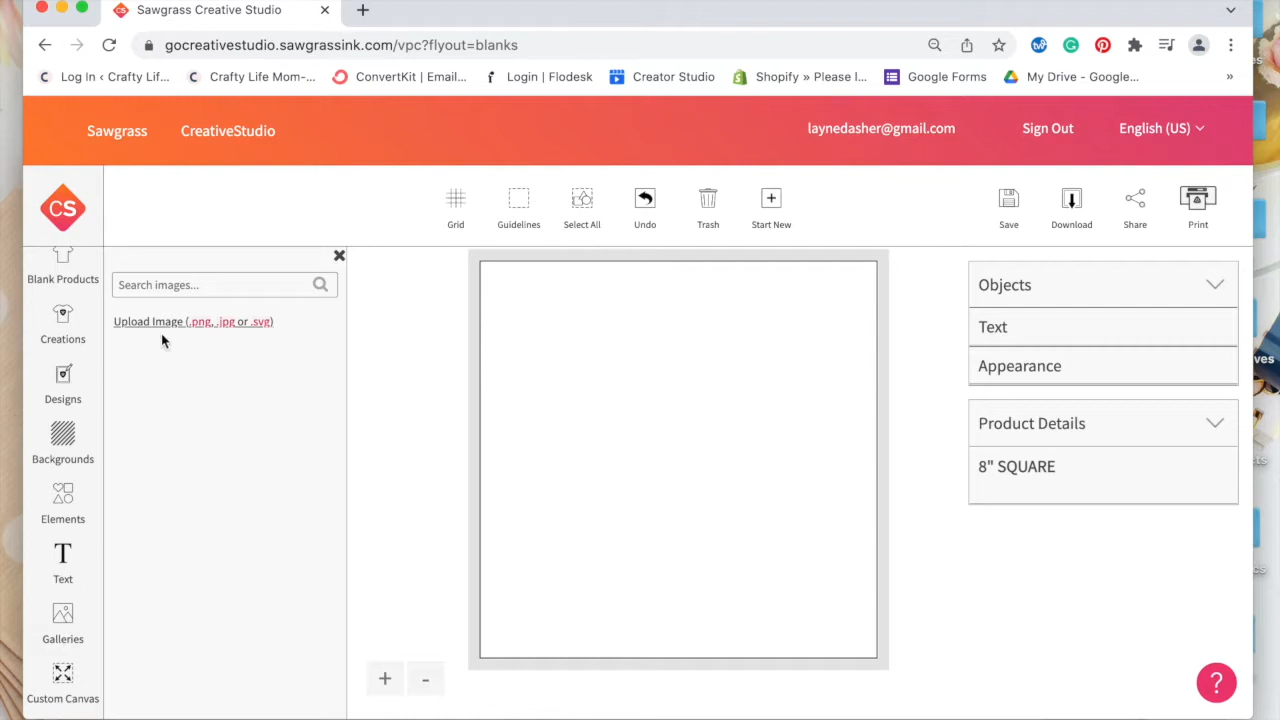 Sawgrass Creative Studio
gocreativestudio.sawgrassink.com/vpc?flyout=blanks
Log In ‹ Crafty Lif...
Crafty Life Mom-...
ConvertKit | Email...
Login | Flodesk
Creator Studio
Shopify » Please l...
Google Forms
My Drive - Google...
»
Sawgrass
CreativeStudio
laynedasher@gmail.com
Sign Out
English (US)
CS
Grid
Guidelines
Select All
Undo
Trash
Start New
Save
Download
Share
Print
Blank Products
Creations
Designs
Backgrounds
Elements
T
Text
Galleries
Custom Canvas
Search images...
Upload Image (.png, .jpg or .svg)
Objects
Text
Appearance
Product Details
8" SQUARE
+
-
?
ves